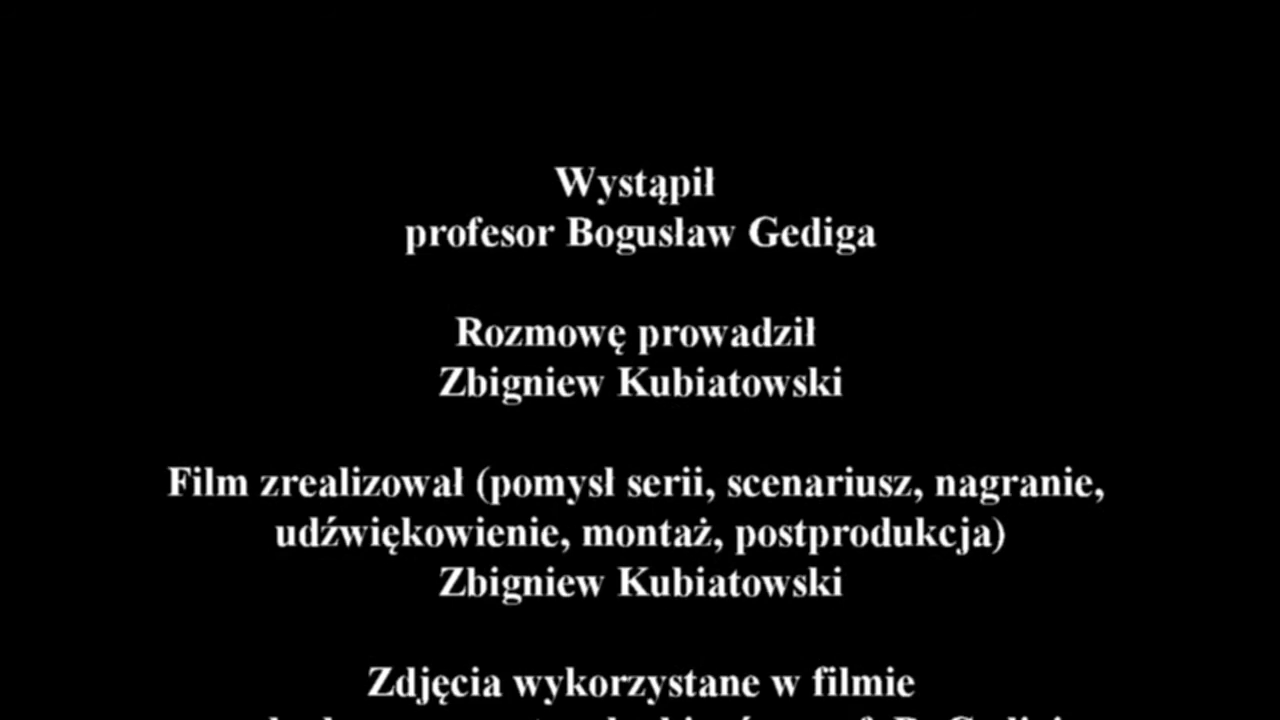 Wystąpił
profesor Bogusław Gediga
Rozmowę prowadził
Zbigniew Kubiatowski
Film zrealizował (pomysł serii, scenariusz, nagranie,
udźwiękowienie, montaż, postprodukcja)
Zbigniew Kubiatowski
Zdjęcia wykorzystane w filmie